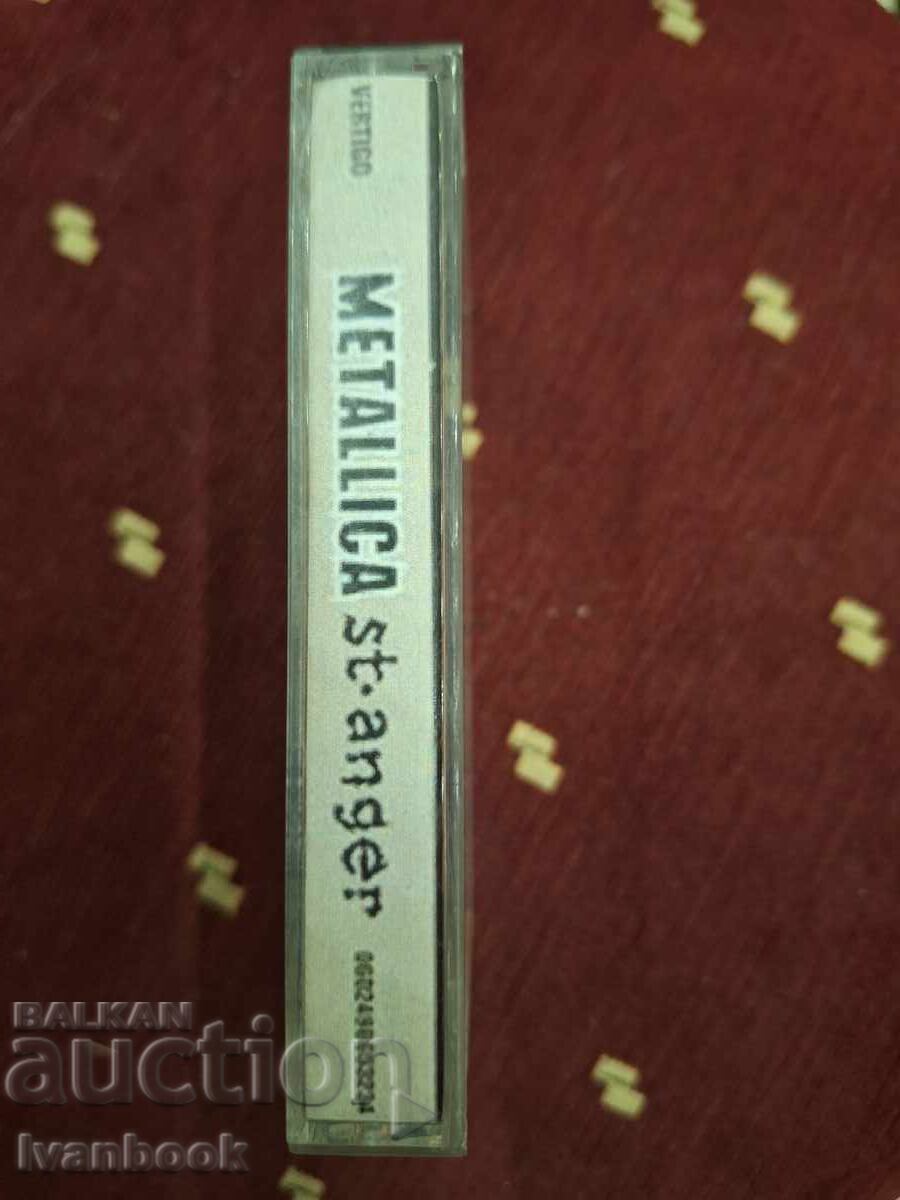 VERTIGO
METALLICA st.anger
BALKAN
auction
Ivanbook